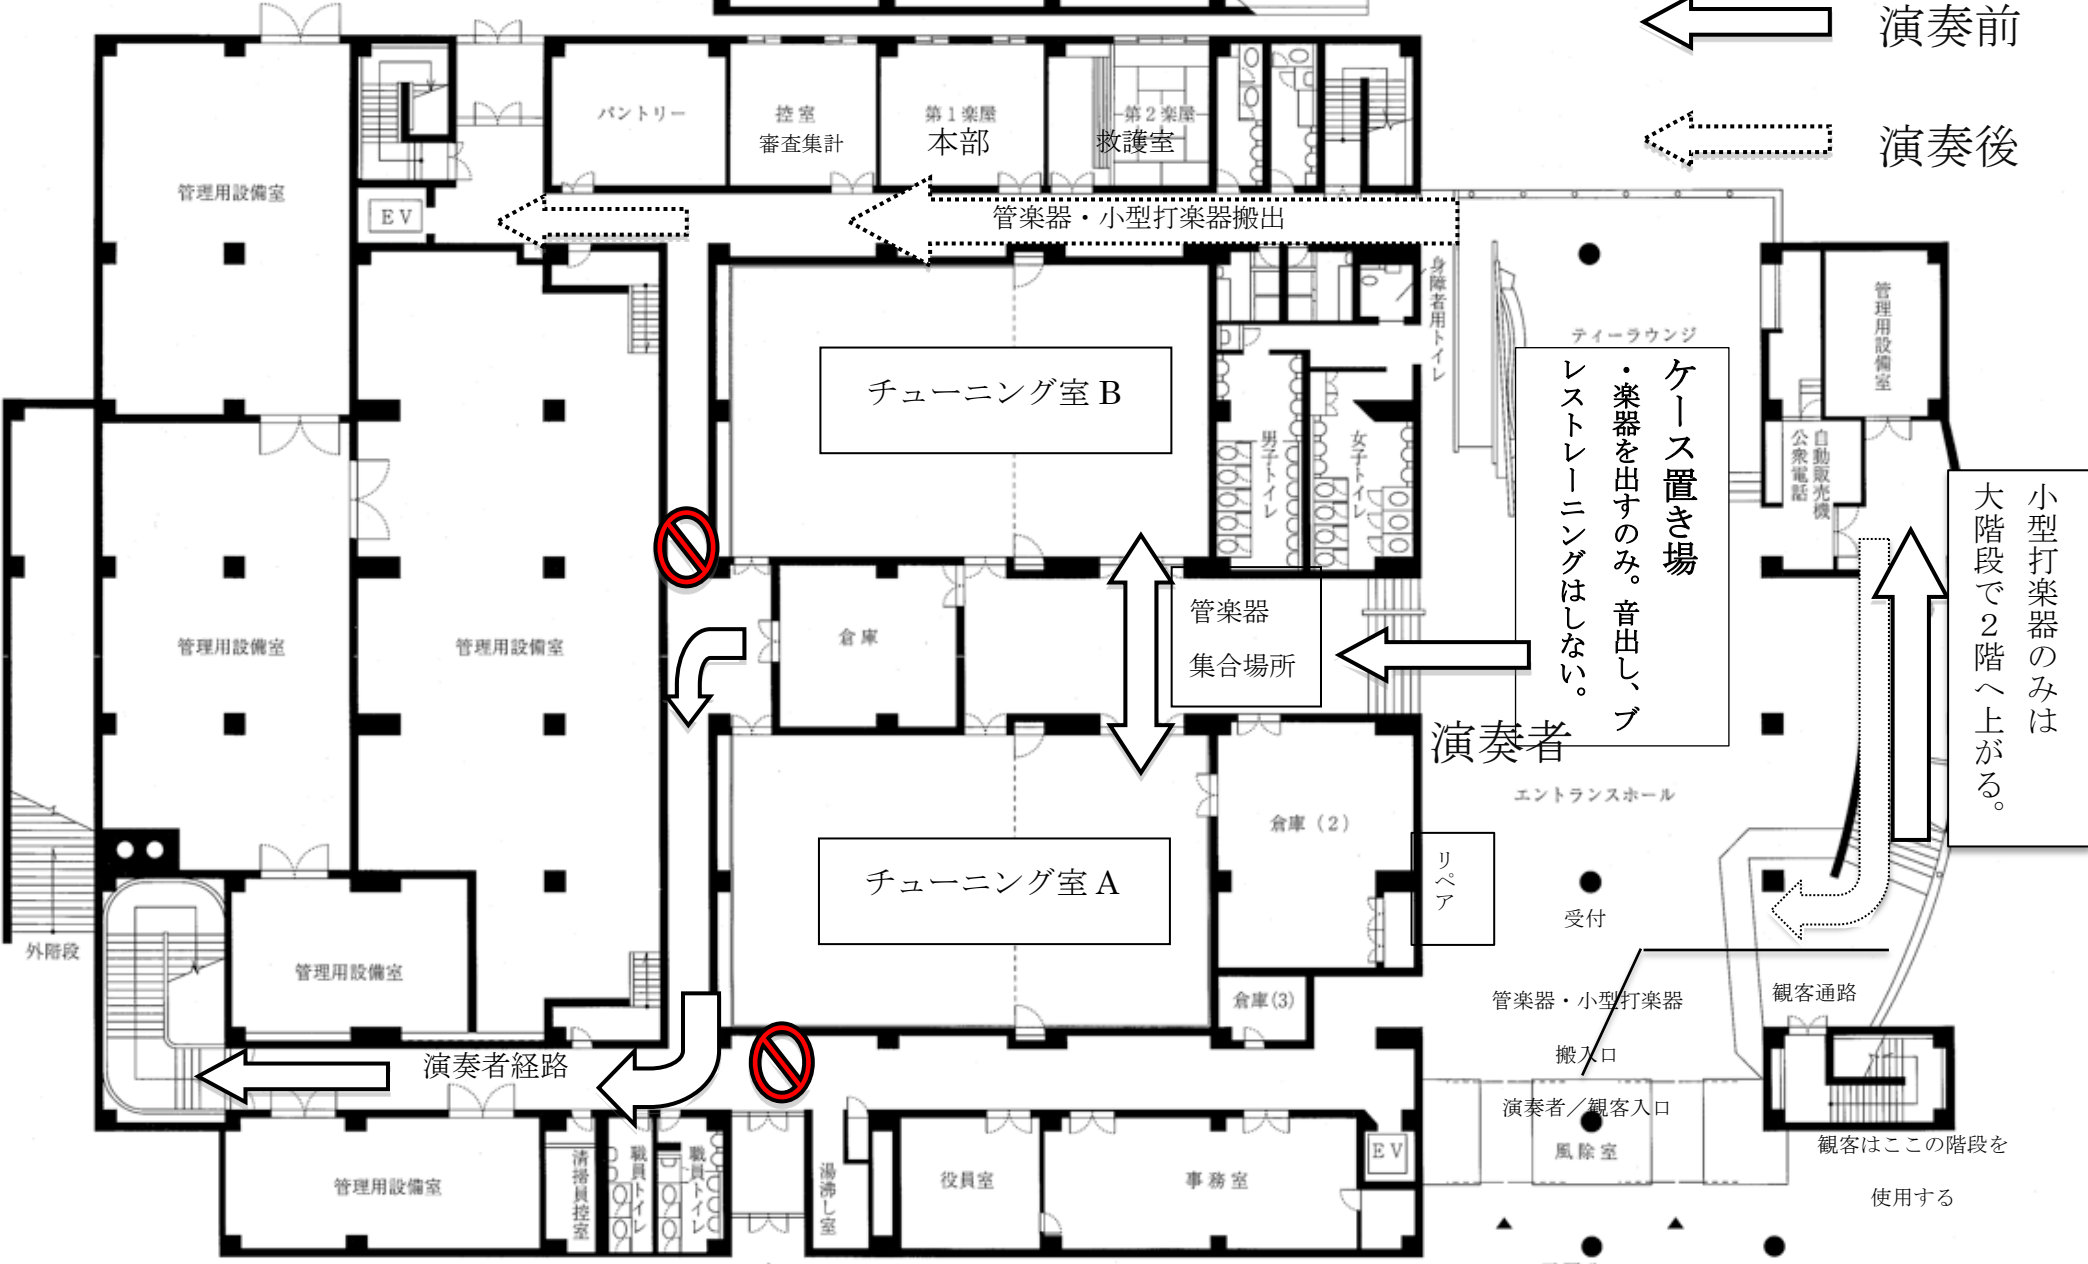 演奏前
演奏後
パントリー
控室
審査集計
第1楽屋
本部
第2楽屋
救護室
管理用設備室
EV
管楽器・小型打楽器搬出
身障者用トイレ
ティーラウンジ
管理用設備室
チューニング室B
ケース置き場
・楽器を出すのみ。音出し、ブ
レストレーニングはしない。
男子トイレ
女子トイレ
自動販売機
公衆電話
小型打楽器のみは
大階段で2階へ上がる。
管理用設備室
管理用設備室
倉庫
管楽器
集合場所
演奏者
エントランスホール
倉庫(2)
チューニング室A
リペア
受付
外階段
管理用設備室
倉庫(3)
管楽器・小型打楽器
搬入口
観客通路
演奏者経路
演奏者/観客入口
風除室
観客はここの階段を
使用する
管理用設備室
清掃員控室
職員トイレ
職員トイレ
湯沸し室
役員室
事務室
EV